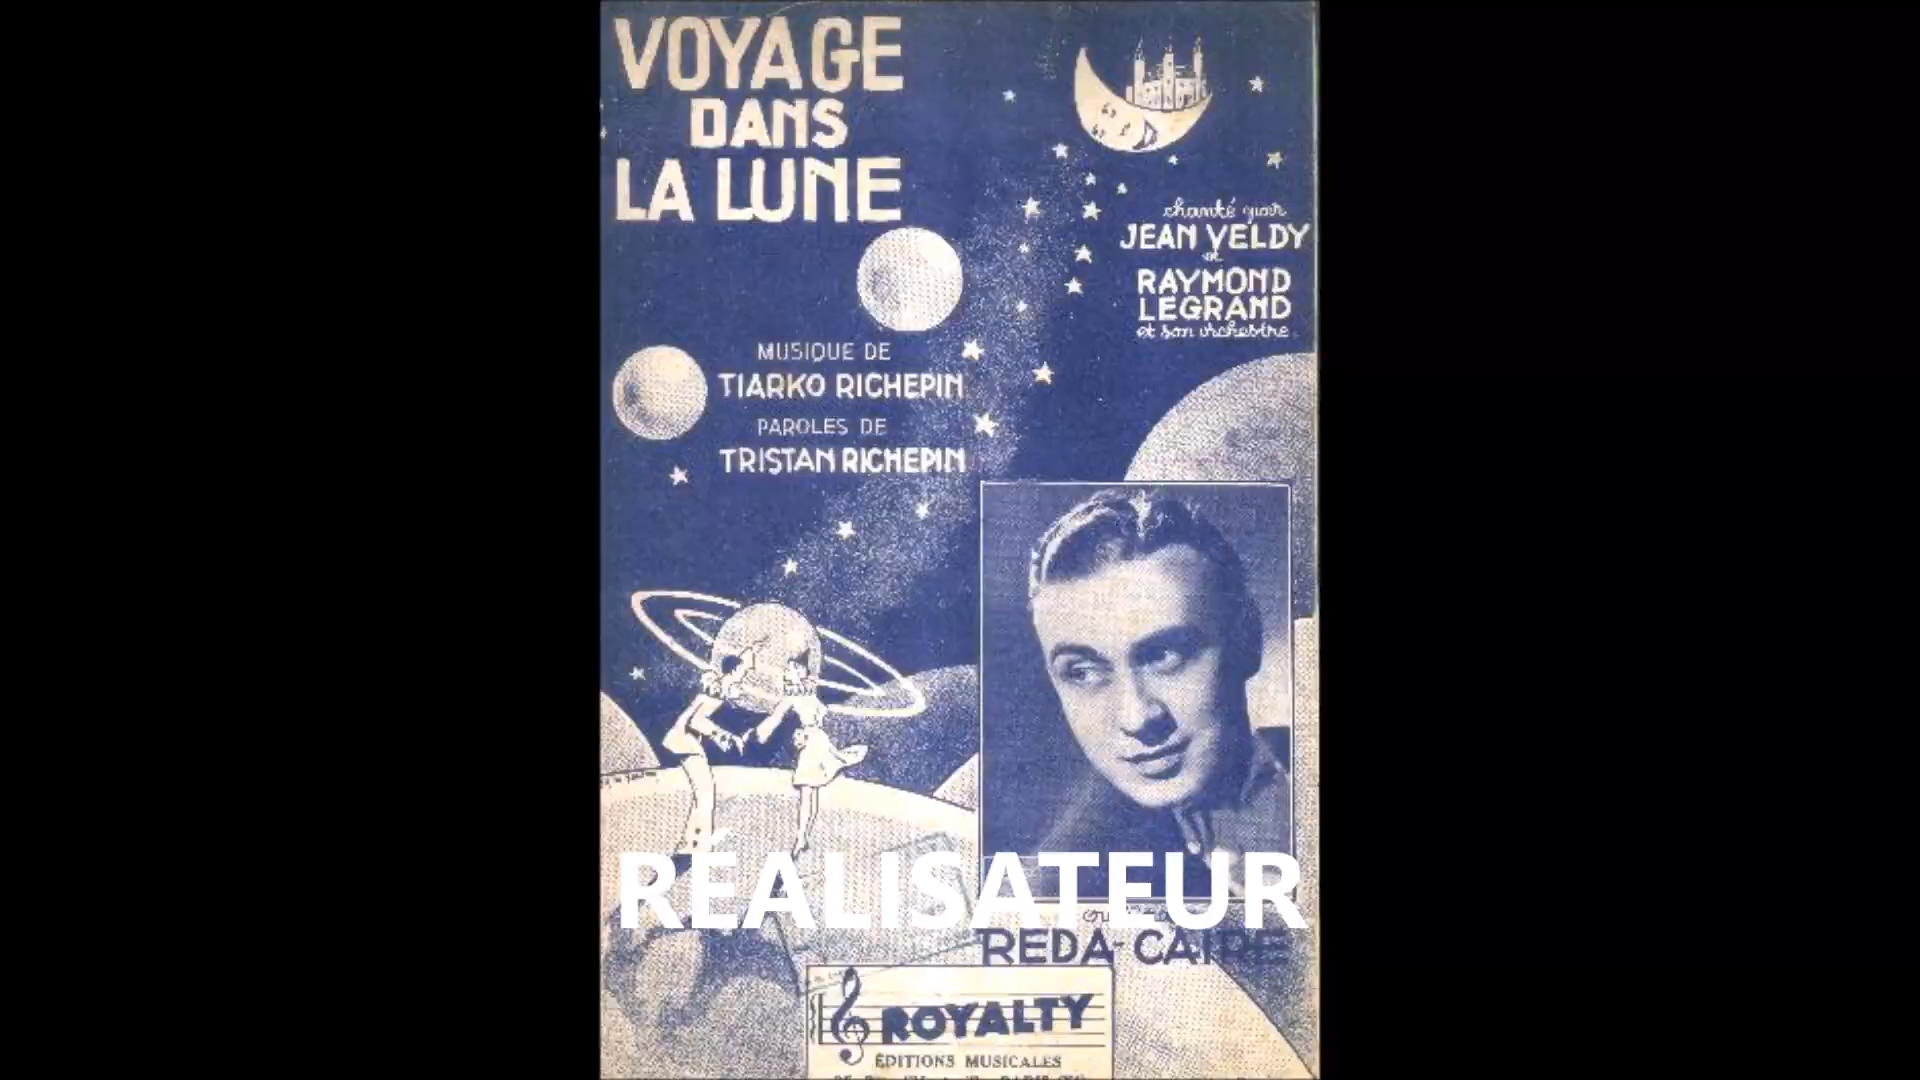 VOYAGE
DANS
LA LUNE
chanté par
JEAN VELDY
et
RAYMOND
LEGRAND
et son orchestre
MUSIQUE DE
TIARKO RICHEPIN
PAROLES DE
TRISTAN RICHEPIN
RÉALISATEUR
REDA-CAIRE
ROYALTY
ÉDITIONS MUSICALES